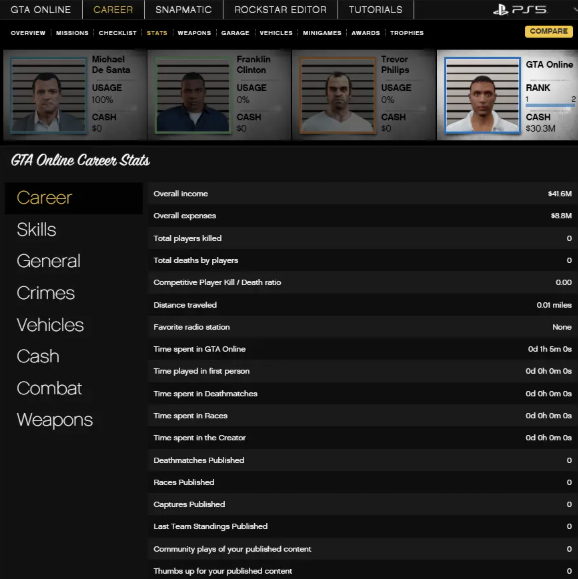 GTA ONLINE CAREER SNAPMATIC ROCKSTAR EDITOR TUTORIALS PS5
OVERVIEW MISSIONS CHECKLIST STATS WEAPONS GARAGE VEHICLES MINIGAMES AWARDS TROPHIES COMPARE
Michael
De Santa
USAGE
100%
CASH
$0
Franklin
Clinton
USAGE
0%
CASH
$0
Trevor
Philips
USAGE
0%
CASH
$0
GTA Online
RANK
1 2
CASH
$30.3M
GTA Online Career Stats
Career
Skills
General
Crimes
Vehicles
Cash
Combat
Weapons
Overall income $41.6M
Overall expenses $8.8M
Total players killed 0
Total deaths by players 0
Competitive Player Kill / Death ratio 0.00
Distance traveled 0.01 miles
Favorite radio station None
Time spent in GTA Online 0d 1h 5m 0s
Time played in first person 0d 0h 0m 0s
Time spent in Deathmatches 0d 0h 0m 0s
Time spent in Races 0d 0h 0m 0s
Time spent in the Creator 0d 0h 0m 0s
Deathmatches Published 0
Races Published 0
Captures Published 0
Last Team Standings Published 0
Community plays of your published content 0
Thumbs up for your published content 0